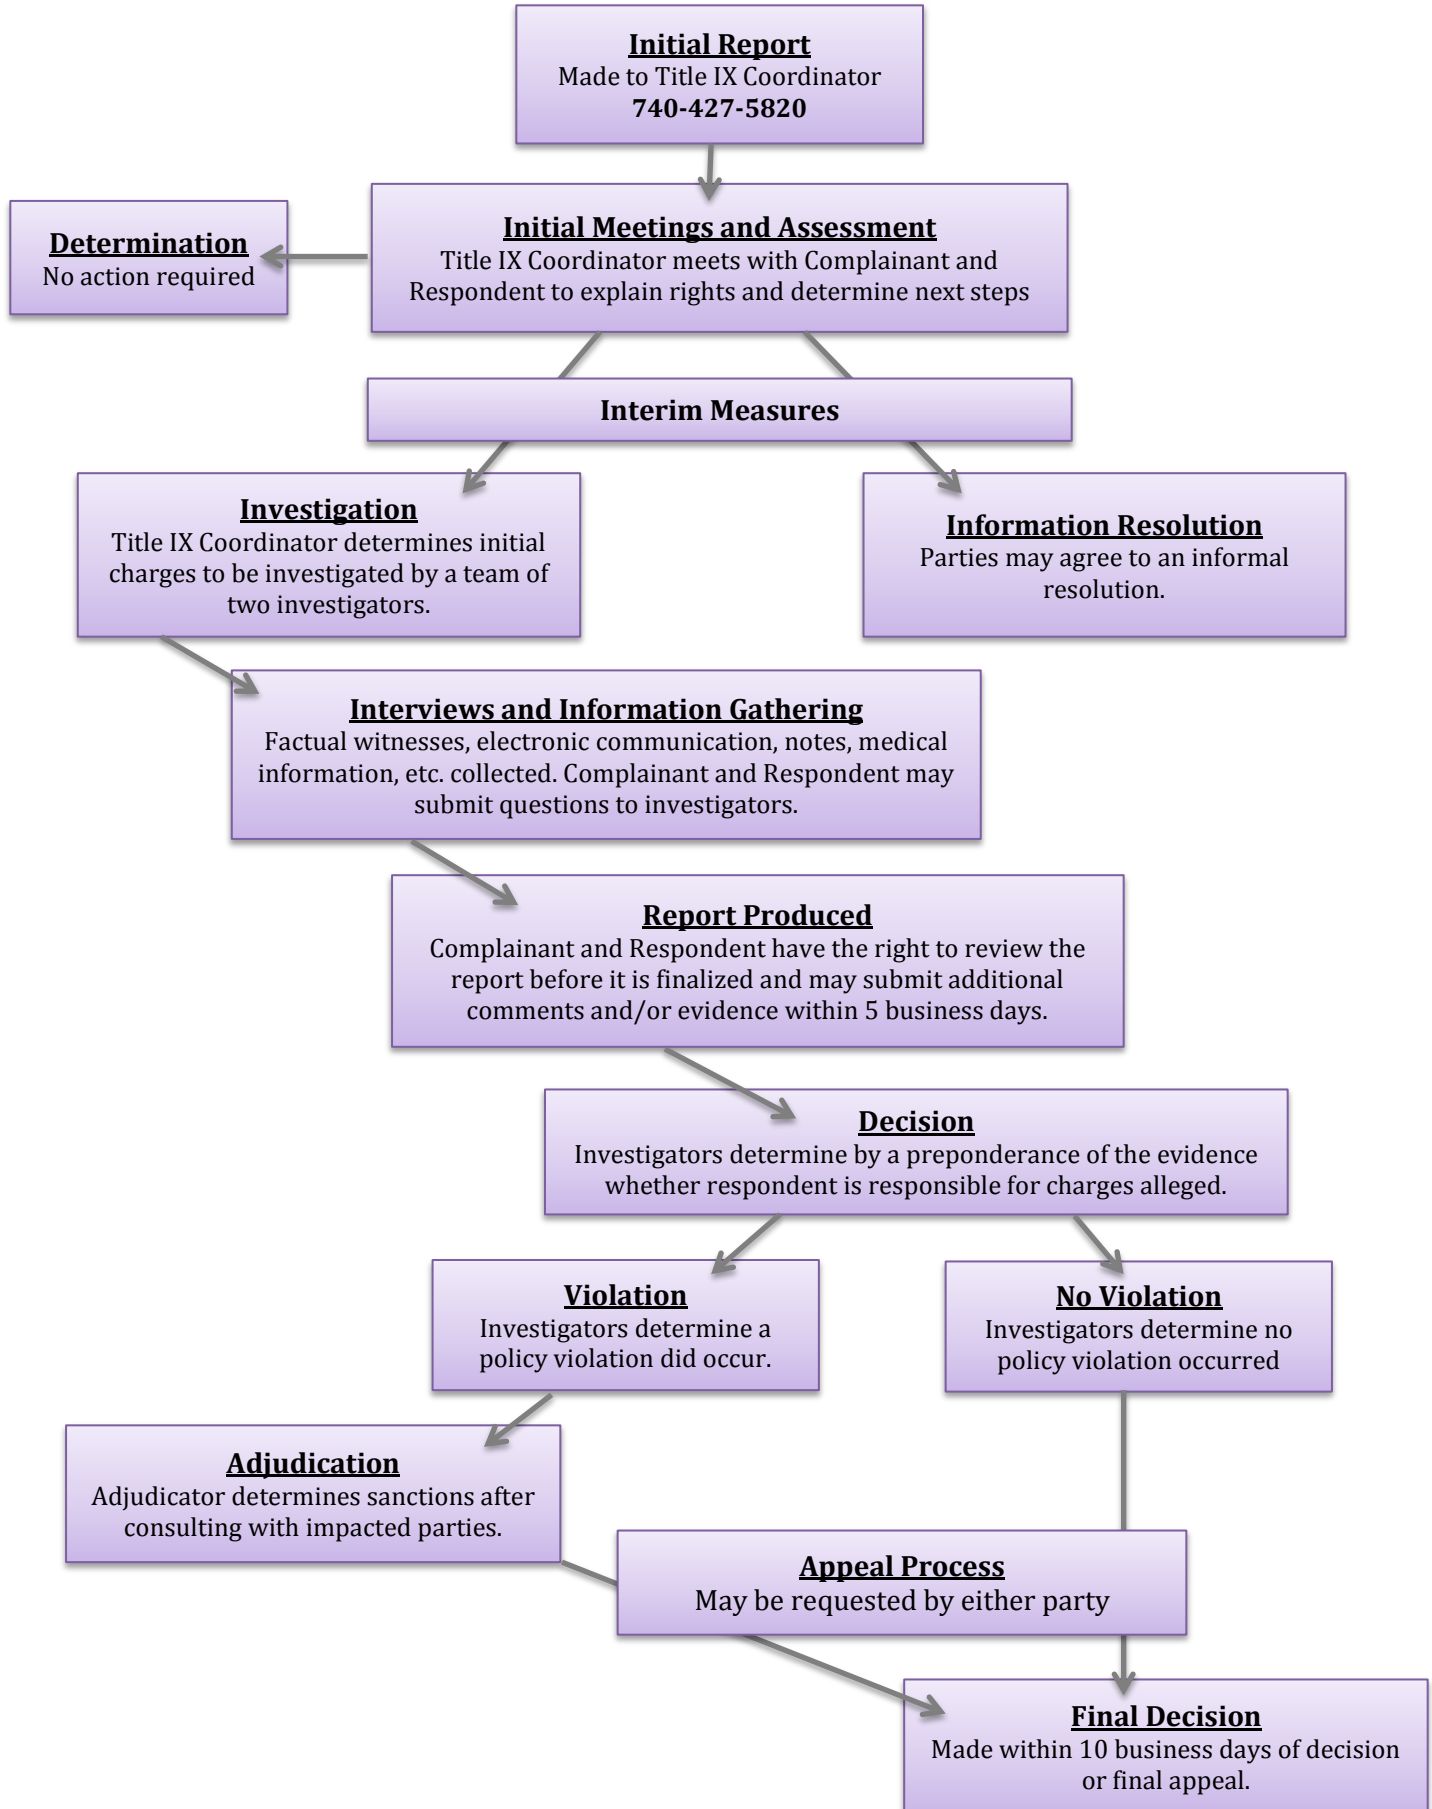 Initial Report
Made to Title IX Coordinator
740-427-5820
Determination
No action required
Initial Meetings and Assessment
Title IX Coordinator meets with Complainant and
Respondent to explain rights and determine next steps
Interim Measures
Investigation
Title IX Coordinator determines initial
charges to be investigated by a team of
two investigators.
Information Resolution
Parties may agree to an informal
resolution.
Interviews and Information Gathering
Factual witnesses, electronic communication, notes, medical
information, etc. collected. Complainant and Respondent may
submit questions to investigators.
Report Produced
Complainant and Respondent have the right to review the
report before it is finalized and may submit additional
comments and/or evidence within 5 business days.
Decision
Investigators determine by a preponderance of the evidence
whether respondent is responsible for charges alleged.
Violation
Investigators determine a
policy violation did occur.
No Violation
Investigators determine no
policy violation occurred
Adjudication
Adjudicator determines sanctions after
consulting with impacted parties.
Appeal Process
May be requested by either party
Final Decision
Made within 10 business days of decision
or final appeal.